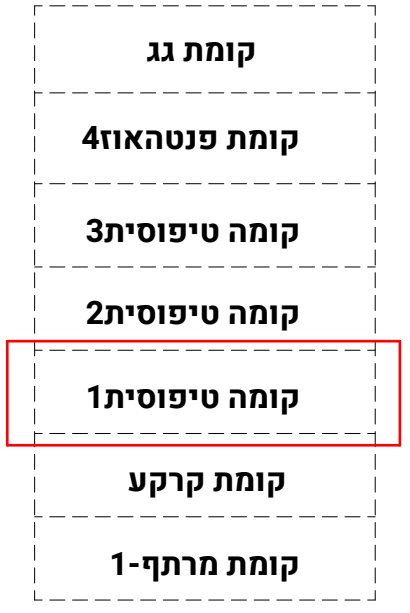 קומת גג
קומת פנטהאוז4
קומה טיפוסית3
קומה טיפוסית2
קומה טיפוסית1
קומת קרקע
קומת מרתף-1